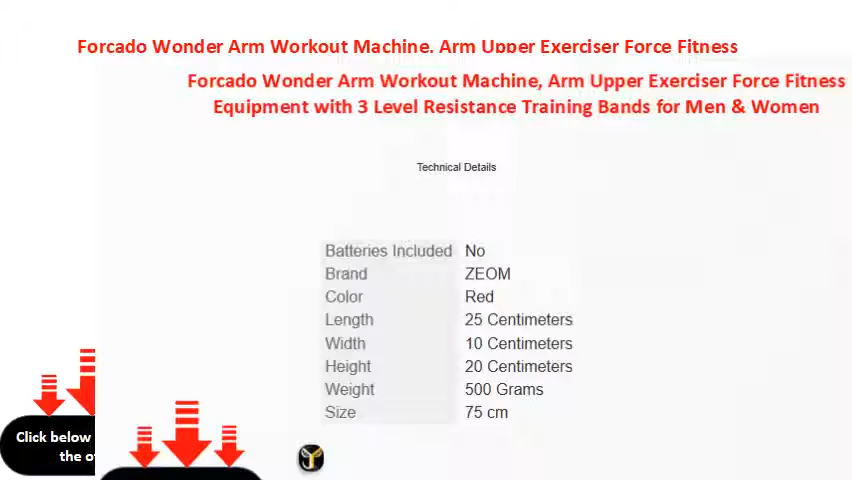 Forcado Wonder Arm Workout Machine, Arm Upper Exerciser Force Fitness
Forcado Wonder Arm Workout Machine, Arm Upper Exerciser Force Fitness
Equipment with 3 Level Resistance Training Bands for Men & Women
Technical Details
Batteries Included No
Brand ZEOM
Color Red
Length 25 Centimeters
Width 10 Centimeters
Height 20 Centimeters
Weight 500 Grams
Size 75 cm
Click below
the